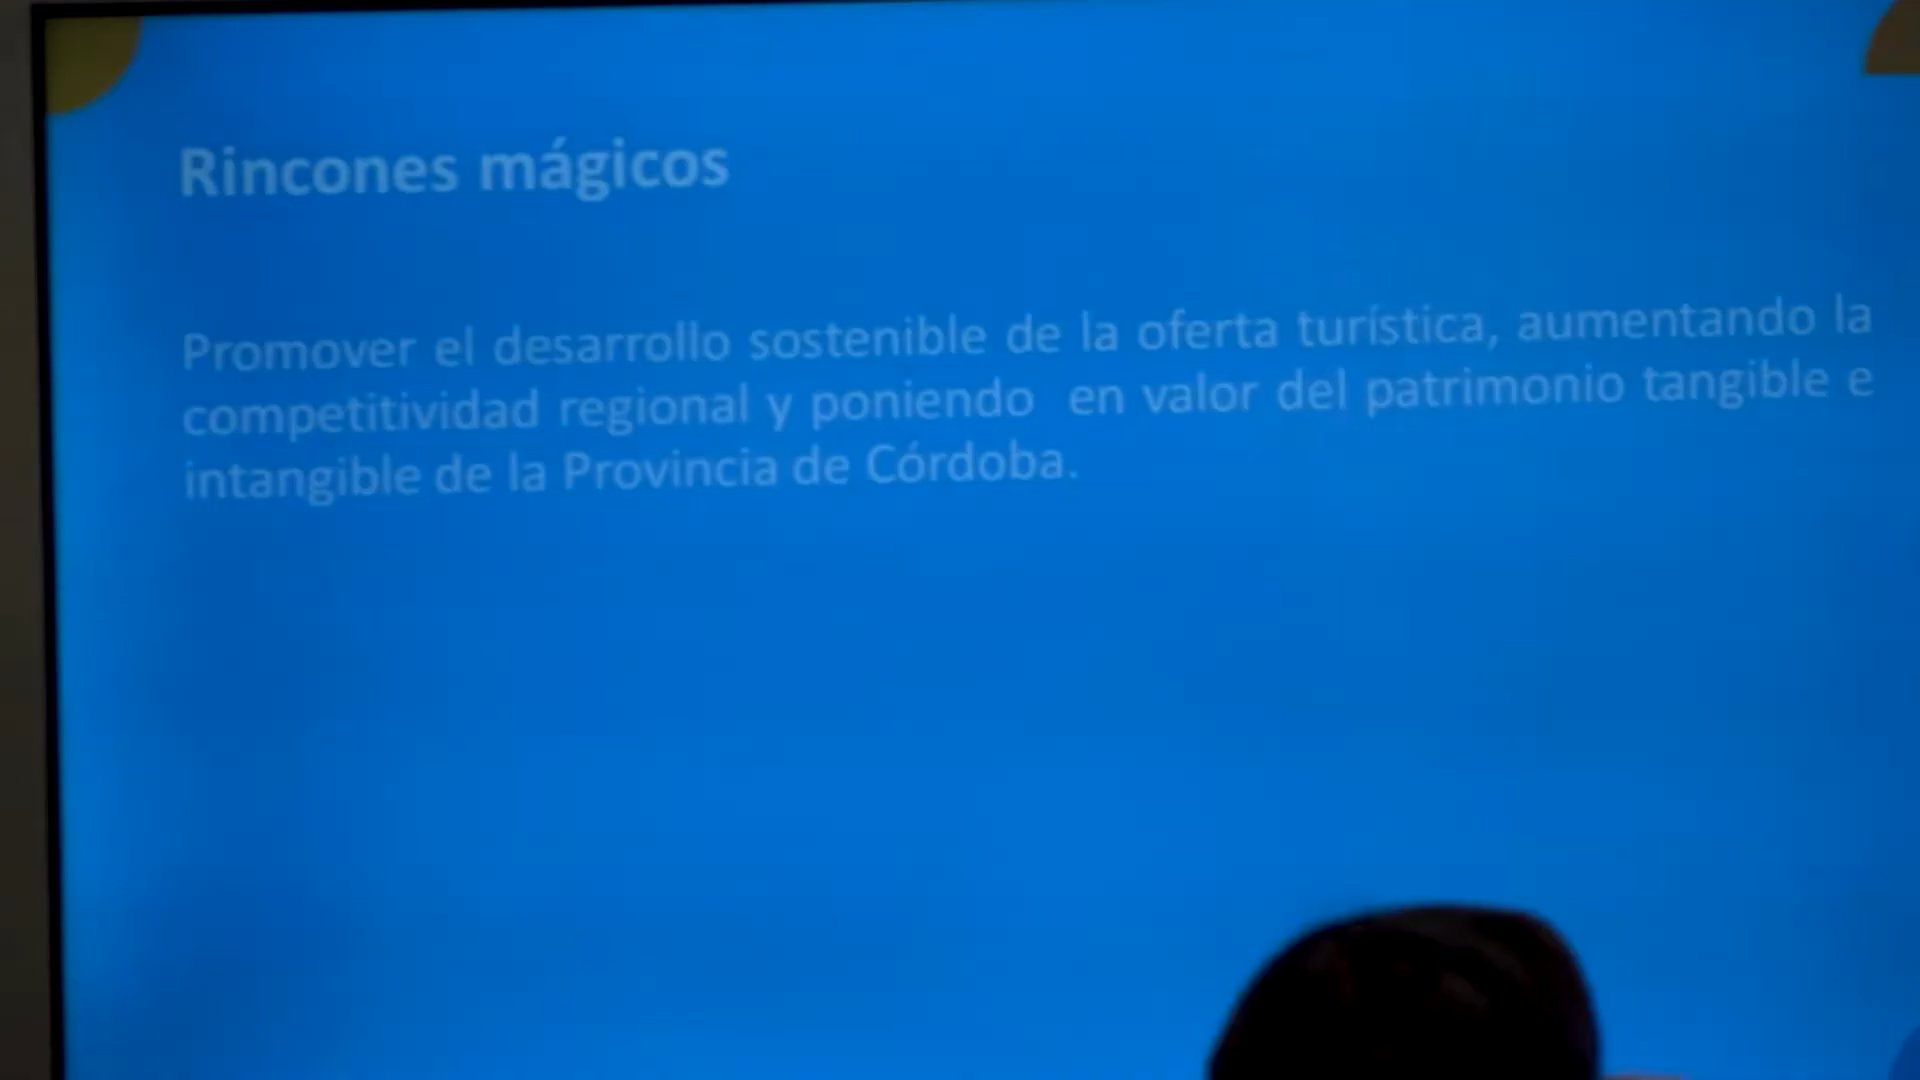 Rincones mágicos
Promover el desarrollo sostenible de la oferta turística, aumentando la
competitividad regional y poniendo en valor del patrimonio tangible e
intangible de la Provincia de Córdoba.